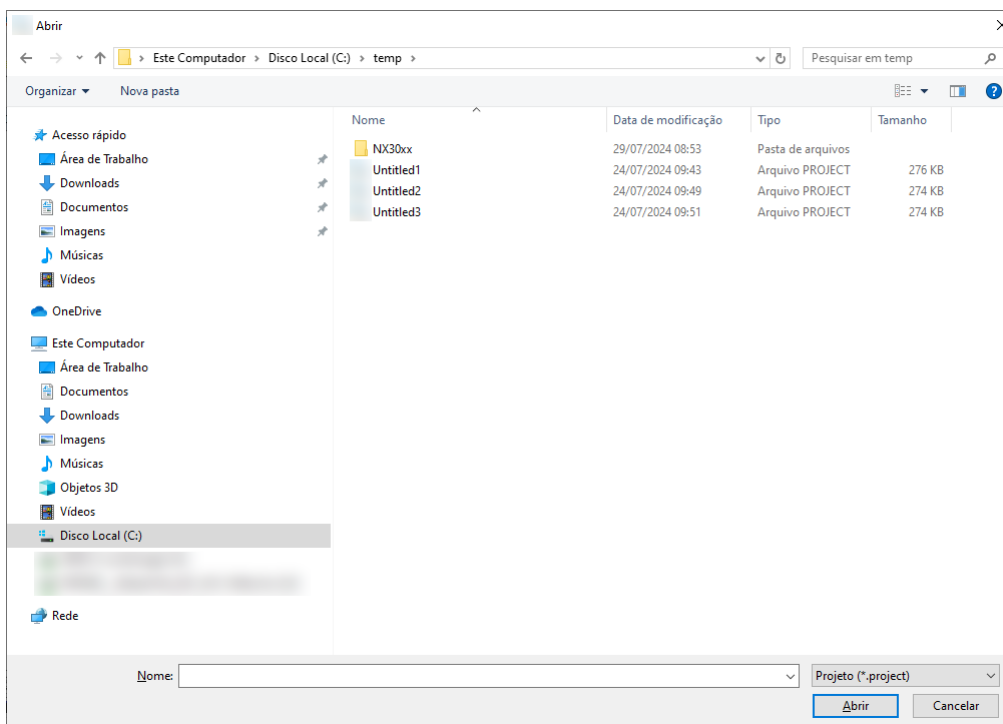 Abrir
Este Computador > Disco Local (C:) > temp >
Pesquisar em temp
Organizar
Nova pasta
?
Acesso rápido
Área de Trabalho
Downloads
Documentos
Imagens
Músicas
Vídeos
OneDrive
Este Computador
Área de Trabalho
Documentos
Downloads
Imagens
Músicas
Objetos 3D
Vídeos
Disco Local (C:)
Rede
Nome Data de modificação Tipo Tamanho
NX30xx 29/07/2024 08:53 Pasta de arquivos
Untitled1 24/07/2024 09:43 Arquivo PROJECT 276 KB
Untitled2 24/07/2024 09:49 Arquivo PROJECT 274 KB
Untitled3 24/07/2024 09:51 Arquivo PROJECT 274 KB
Nome:
Projeto (*.project)
Abrir
Cancelar